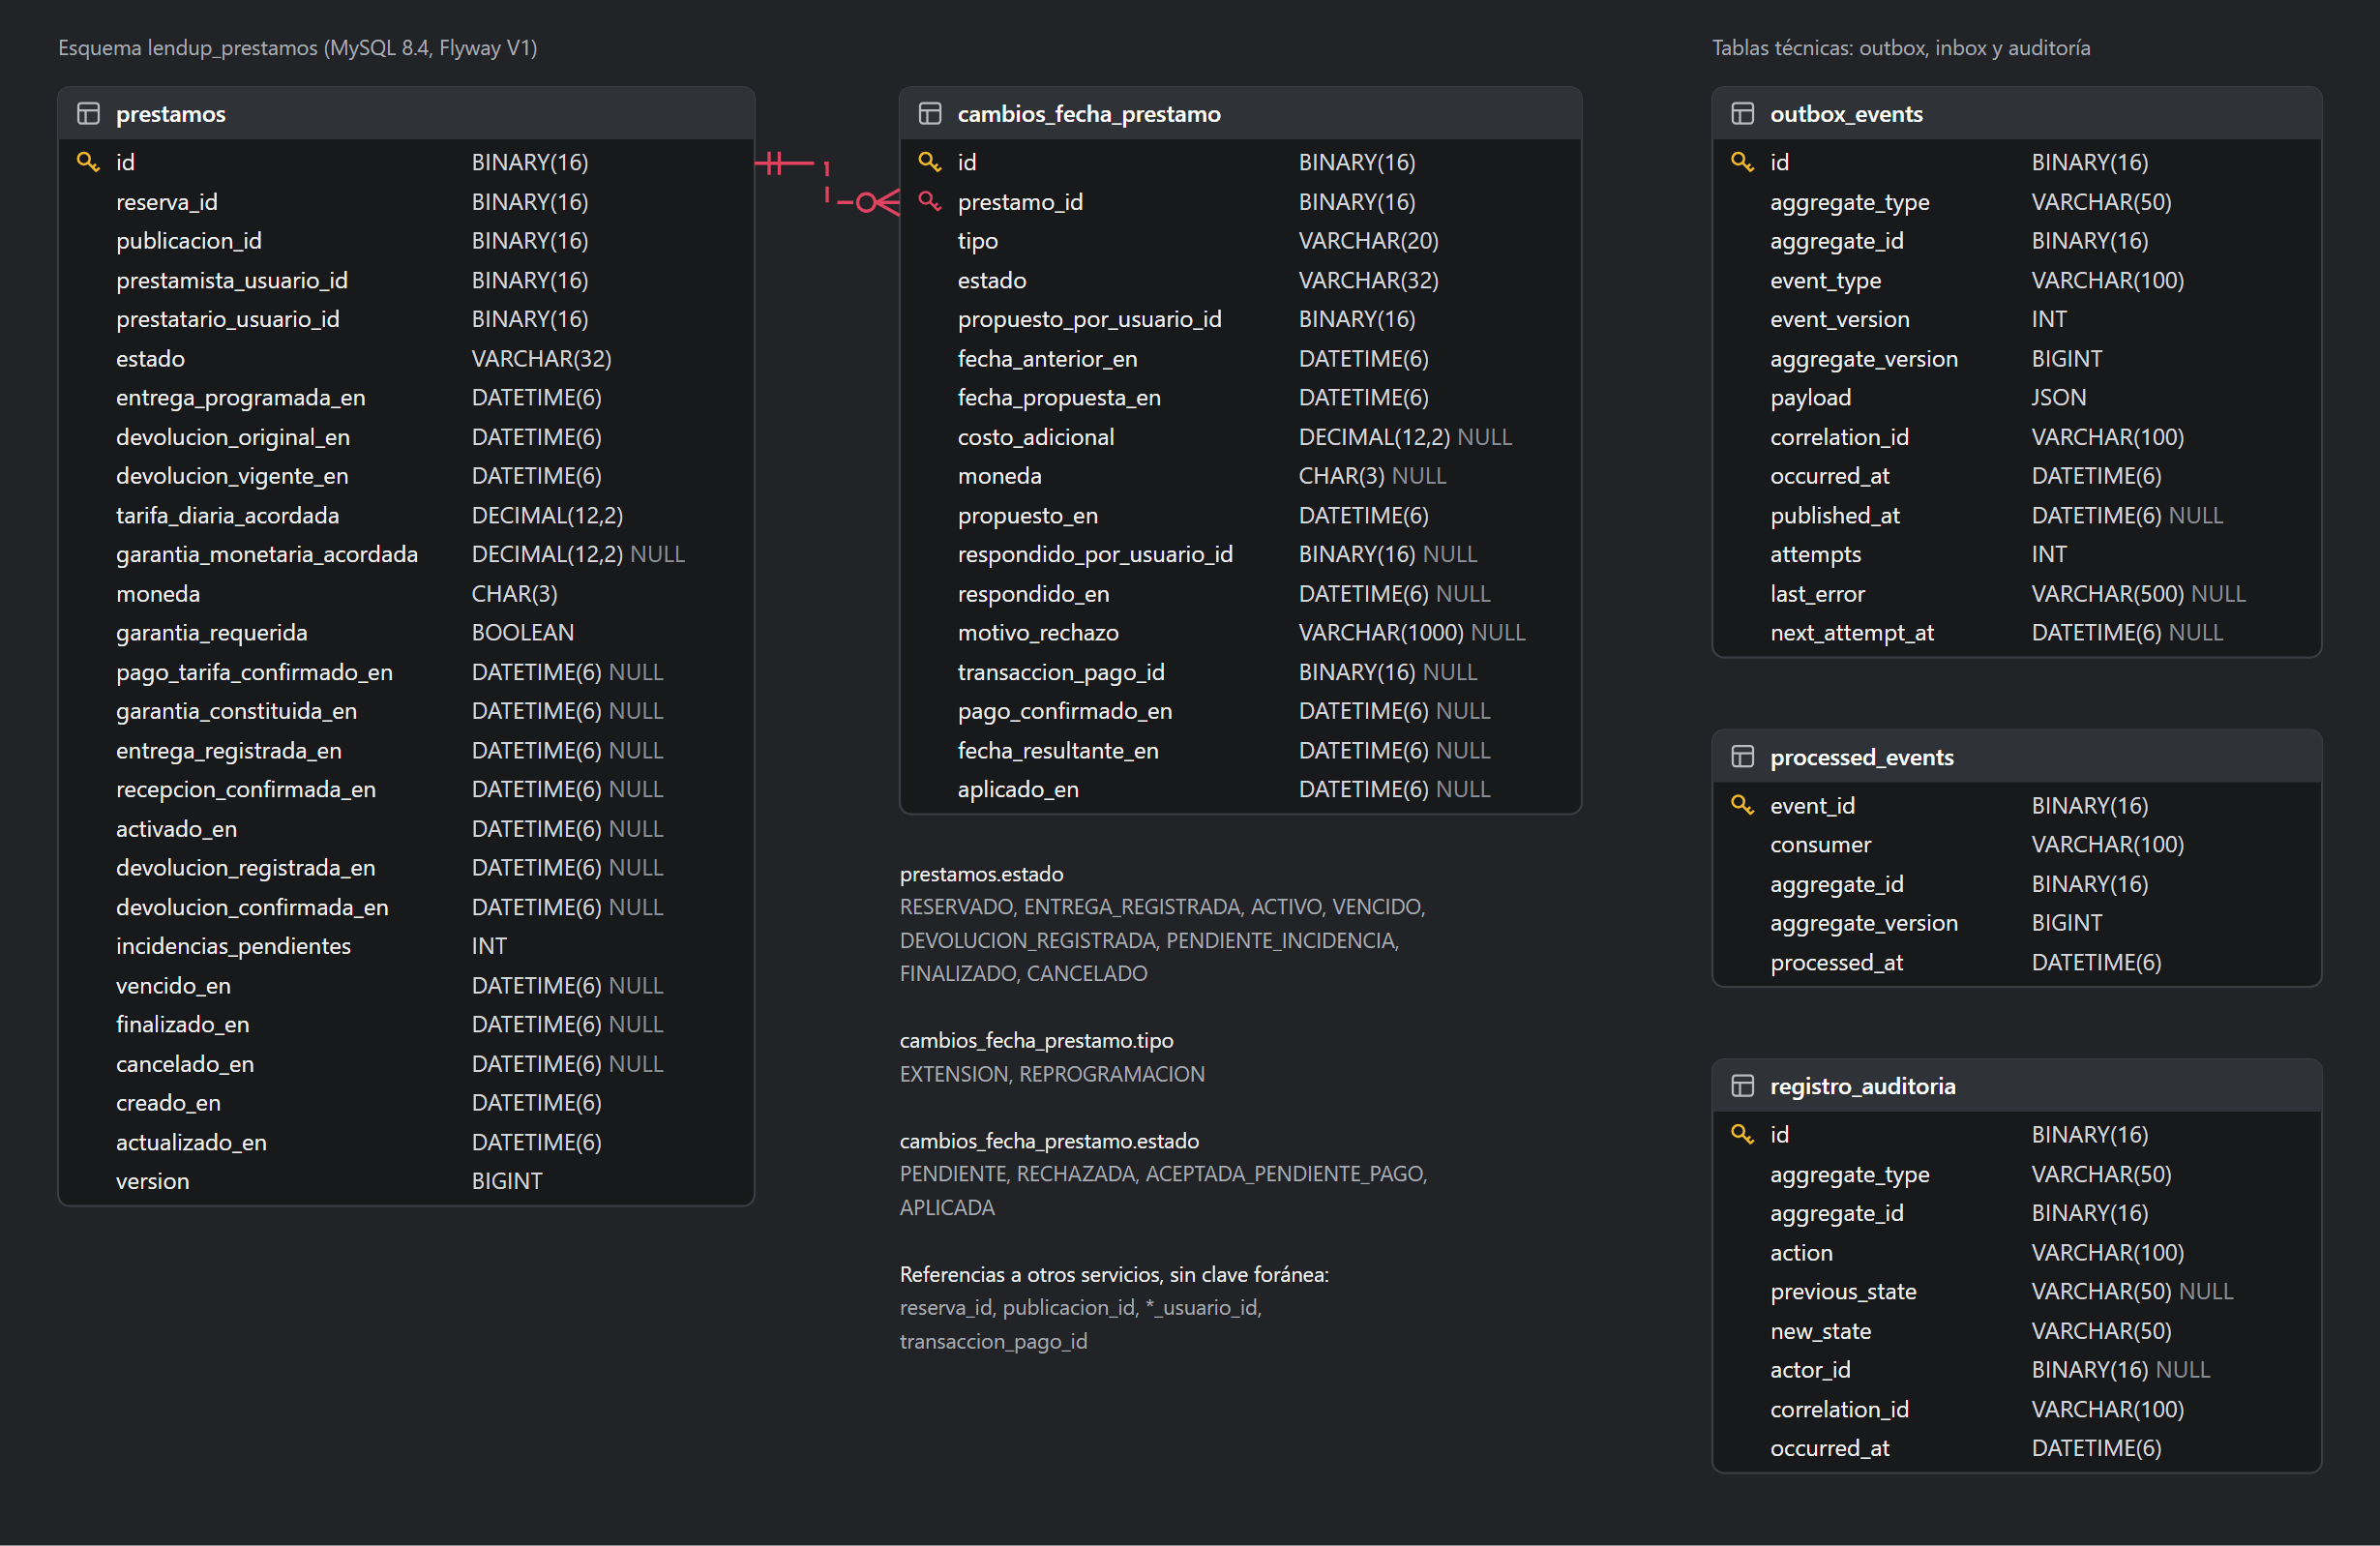 Esquema lendup_prestamos (MySQL 8.4, Flyway V1)
prestamos
id BINARY(16)
reserva_id BINARY(16)
publicacion_id BINARY(16)
prestamista_usuario_id BINARY(16)
prestatario_usuario_id BINARY(16)
estado VARCHAR(32)
entrega_programada_en DATETIME(6)
devolucion_original_en DATETIME(6)
devolucion_vigente_en DATETIME(6)
tarifa_diaria_acordada DECIMAL(12,2)
garantia_monetaria_acordada DECIMAL(12,2) NULL
moneda CHAR(3)
garantia_requerida BOOLEAN
pago_tarifa_confirmado_en DATETIME(6) NULL
garantia_constituida_en DATETIME(6) NULL
entrega_registrada_en DATETIME(6) NULL
recepcion_confirmada_en DATETIME(6) NULL
activado_en DATETIME(6) NULL
devolucion_registrada_en DATETIME(6) NULL
devolucion_confirmada_en DATETIME(6) NULL
incidencias_pendientes INT
vencido_en DATETIME(6) NULL
finalizado_en DATETIME(6) NULL
cancelado_en DATETIME(6) NULL
creado_en DATETIME(6)
actualizado_en DATETIME(6)
version BIGINT
cambios_fecha_prestamo
id BINARY(16)
prestamo_id BINARY(16)
tipo VARCHAR(20)
estado VARCHAR(32)
propuesto_por_usuario_id BINARY(16)
fecha_anterior_en DATETIME(6)
fecha_propuesta_en DATETIME(6)
costo_adicional DECIMAL(12,2) NULL
moneda CHAR(3) NULL
propuesto_en DATETIME(6)
respondido_por_usuario_id BINARY(16) NULL
respondido_en DATETIME(6) NULL
motivo_rechazo VARCHAR(1000) NULL
transaccion_pago_id BINARY(16) NULL
pago_confirmado_en DATETIME(6) NULL
fecha_resultante_en DATETIME(6) NULL
aplicado_en DATETIME(6) NULL
prestamos.estado
RESERVADO, ENTREGA_REGISTRADA, ACTIVO, VENCIDO,
DEVOLUCION_REGISTRADA, PENDIENTE_INCIDENCIA,
FINALIZADO, CANCELADO
cambios_fecha_prestamo.tipo
EXTENSION, REPROGRAMACION
cambios_fecha_prestamo.estado
PENDIENTE, RECHAZADA, ACEPTADA_PENDIENTE_PAGO,
APLICADA
Referencias a otros servicios, sin clave foránea:
reserva_id, publicacion_id, *_usuario_id,
transaccion_pago_id
Tablas técnicas: outbox, inbox y auditoría
outbox_events
id BINARY(16)
aggregate_type VARCHAR(50)
aggregate_id BINARY(16)
event_type VARCHAR(100)
event_version INT
aggregate_version BIGINT
payload JSON
correlation_id VARCHAR(100)
occurred_at DATETIME(6)
published_at DATETIME(6) NULL
attempts INT
last_error VARCHAR(500) NULL
next_attempt_at DATETIME(6) NULL
processed_events
event_id BINARY(16)
consumer VARCHAR(100)
aggregate_id BINARY(16)
aggregate_version BIGINT
processed_at DATETIME(6)
registro_auditoria
id BINARY(16)
aggregate_type VARCHAR(50)
aggregate_id BINARY(16)
action VARCHAR(100)
previous_state VARCHAR(50) NULL
new_state VARCHAR(50)
actor_id BINARY(16) NULL
correlation_id VARCHAR(100)
occurred_at DATETIME(6)